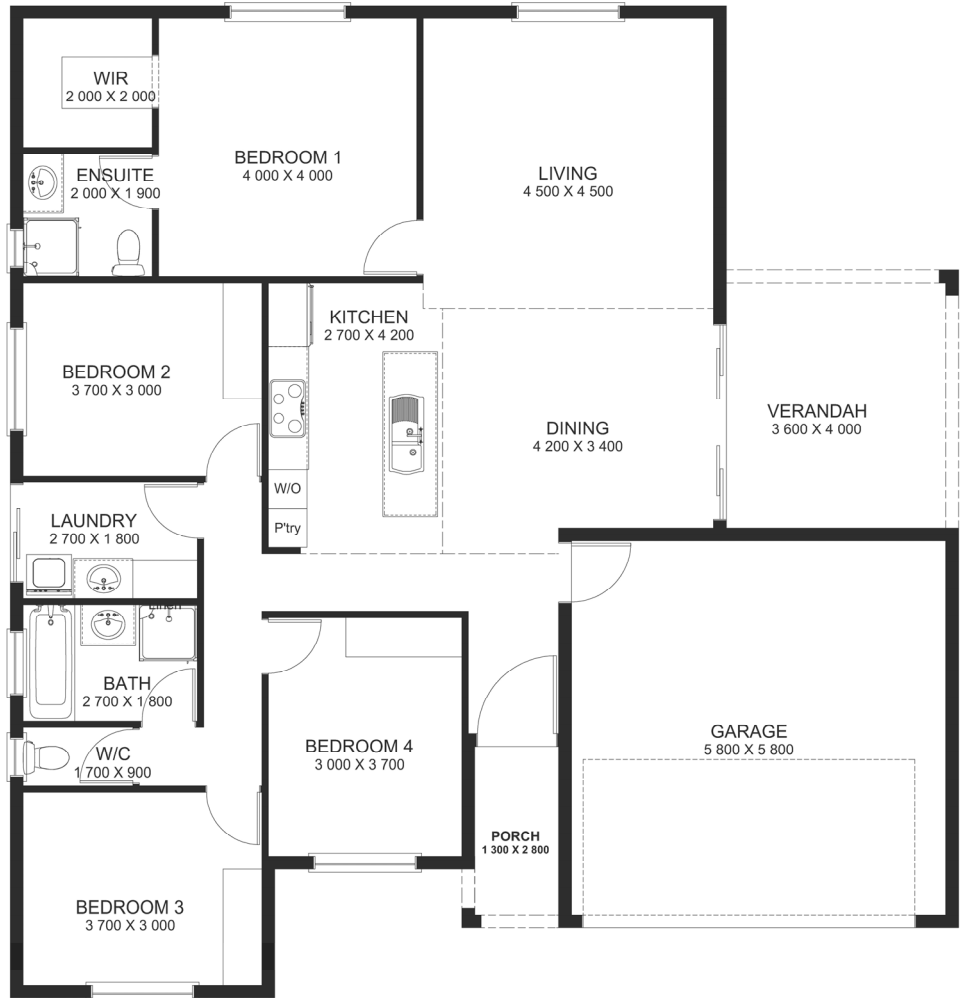 WIR
2 000 X 2 000
BEDROOM 1
4 000 X 4 000
LIVING
4 500 X 4 500
ENSUITE
2 000 X 1 900
KITCHEN
2 700 X 4 200
BEDROOM 2
3 700 X 3 000
DINING
4 200 X 3 400
VERANDAH
3 600 X 4 000
W/O
P'try
LAUNDRY
2 700 X 1 800
Linen
BATH
2 700 X 1 800
W/C
1 700 X 900
BEDROOM 4
3 000 X 3 700
GARAGE
5 800 X 5 800
PORCH
1 300 X 2 800
BEDROOM 3
3 700 X 3 000